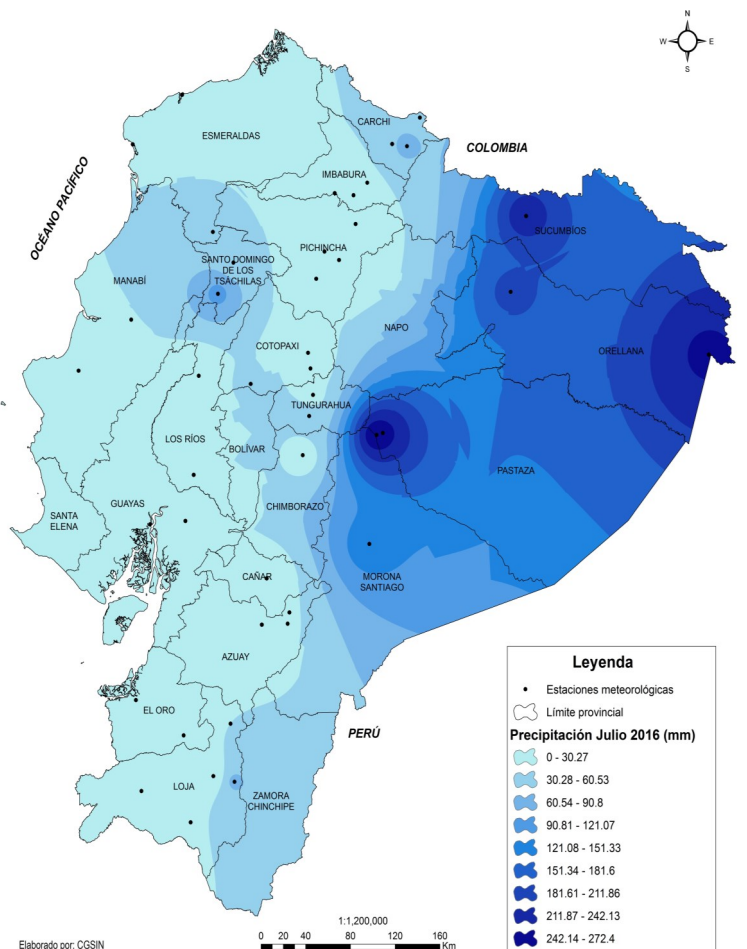 N
W E
S
CARCHI
ESMERALDAS
COLOMBIA
OCÉANO PACÍFICO
IMBABURA
SUCUMBÍOS
PICHINCHA
SANTO DOMINGO
DE LOS
TSÁCHILAS
MANABÍ
NAPO
COTOPAXI
ORELLANA
TUNGURAHUA
LOS RÍOS
BOLÍVAR
PASTAZA
GUAYAS
SANTA
ELENA
CHIMBORAZO
CAÑAR
MORONA
SANTIAGO
AZUAY
EL ORO
PERÚ
LOJA
ZAMORA
CHINCHIPE
Leyenda
Estaciones meteorológicas
Límite provincial
Precipitación Julio 2016 (mm)
0 - 30.27
30.28 - 60.53
60.54 - 90.8
90.81 - 121.07
121.08 - 151.33
151.34 - 181.6
181.61 - 211.86
211.87 - 242.13
242.14 - 272.4
1:1,200,000
0 20 40 80 120 160
Km
Elaborado por: CGSIN